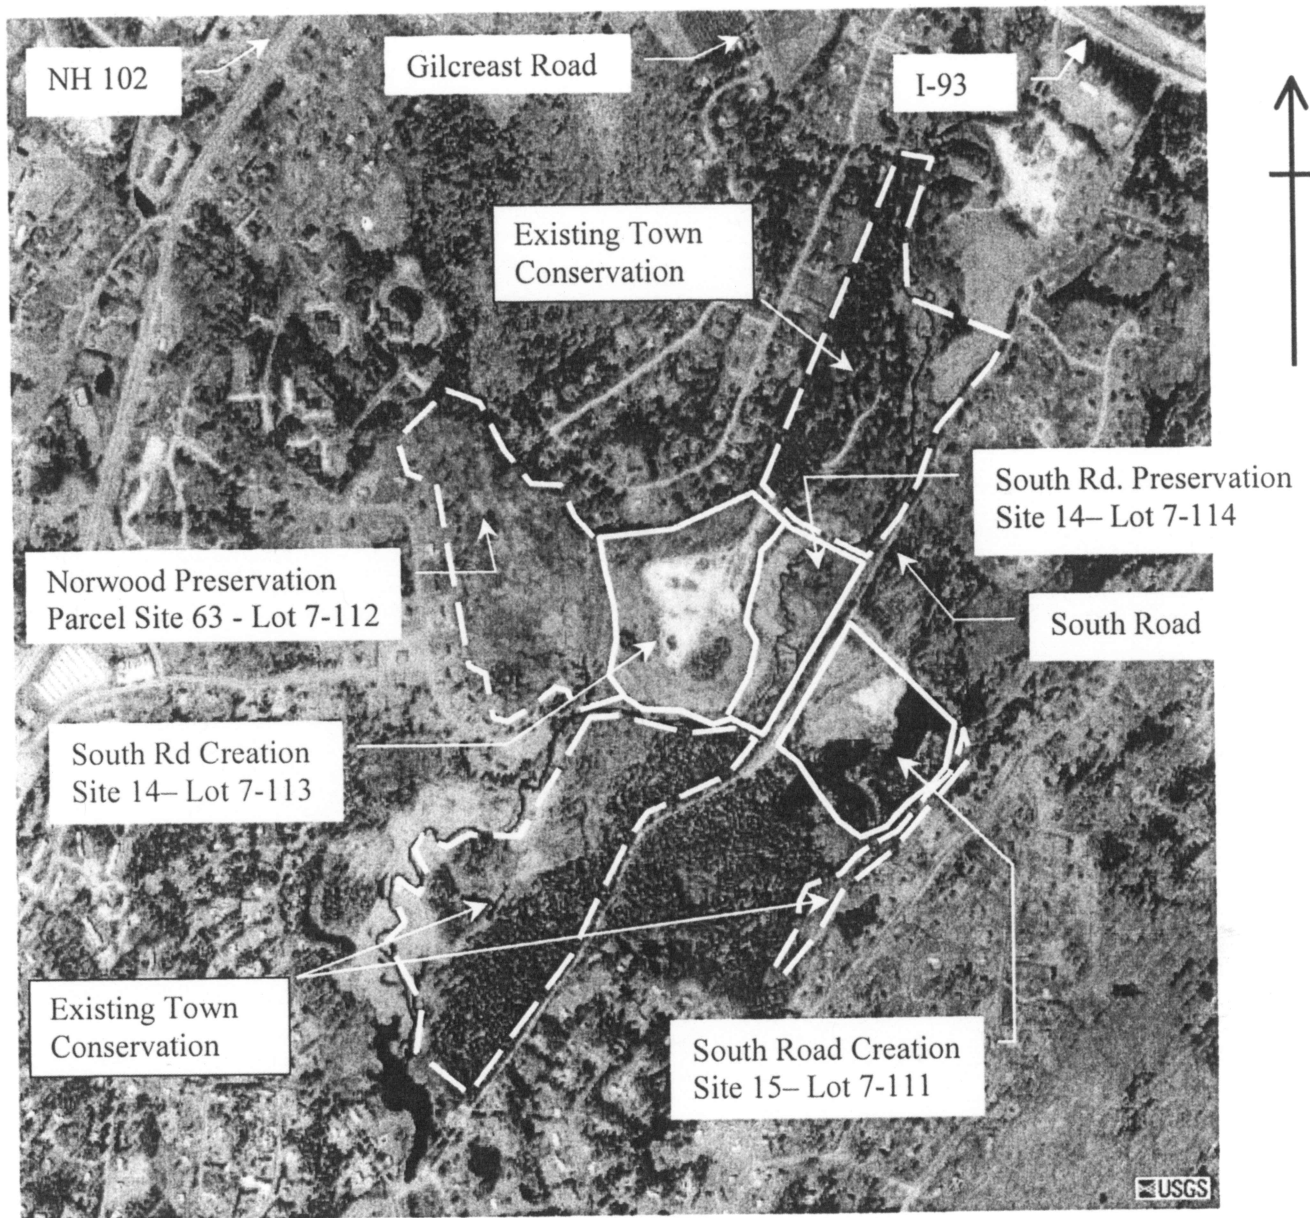 NH 102
Gilcreast Road
I-93
Existing Town
Conservation
South Rd. Preservation
Site 14– Lot 7-114
Norwood Preservation
Parcel Site 63 - Lot 7-112
South Road
South Rd Creation
Site 14– Lot 7-113
Existing Town
Conservation
South Road Creation
Site 15– Lot 7-111
USGS